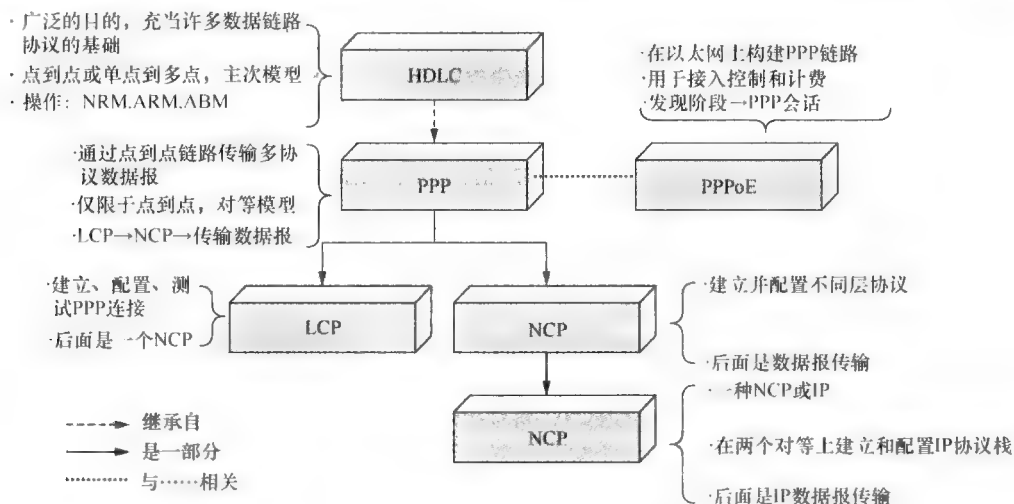 · 广泛的目的，充当许多数据链路
协议的基础
· 点到点或单点到多点，主次模型
· 操作：NRM.ARM.ABM
HDLC
·在以太网上构建PPP链路
·用于接入控制和计费
·发现阶段→PPP会话
·通过点到点链路传输多协
议数据报
·仅限于点到点，对等模型
·LCP→NCP→传输数据报
PPP
PPPoE
·建立、配置、测
试PPP连接
·后面是一个NCP
LCP
NCP
·建立并配置不同层协议
·后面是数据报传输
NCP
·一种NCP或IP
·在两个对等上建立和配置IP协议栈
·后面是IP数据报传输
继承自
是一部分
与……相关